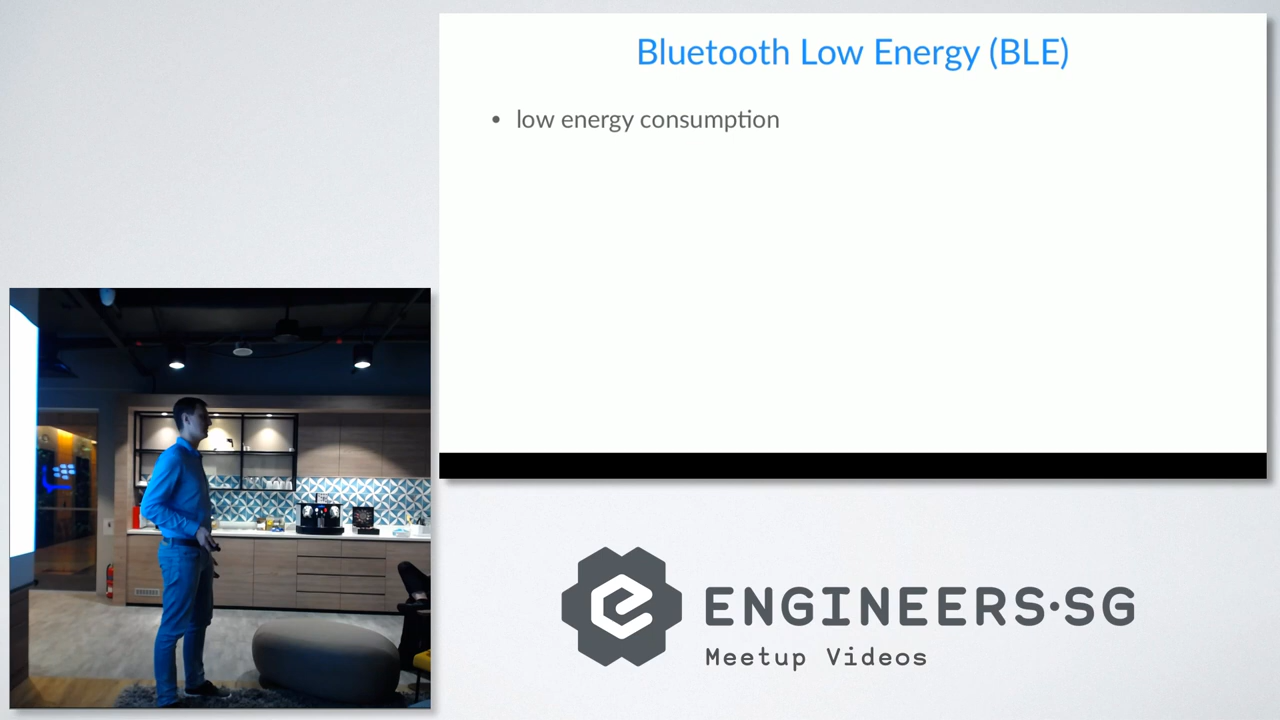 Bluetooth Low Energy (BLE)
• low energy consumption
ENGINEERS·SG
Meetup Videos